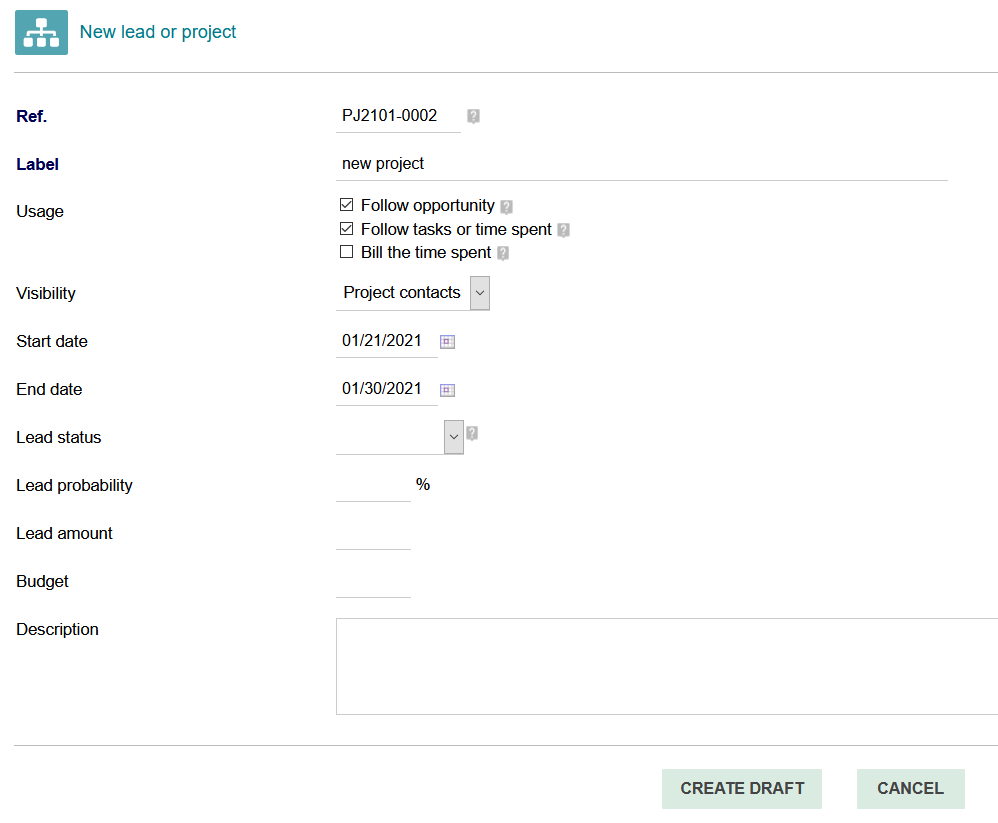 New lead or project
Ref. PJ2101-0002 ?
Label new project
Usage Follow opportunity ?
Follow tasks or time spent ?
Bill the time spent ?
Visibility Project contacts
Start date 01/21/2021
End date 01/30/2021
Lead status ?
Lead probability %
Lead amount
Budget
Description
CREATE DRAFT CANCEL